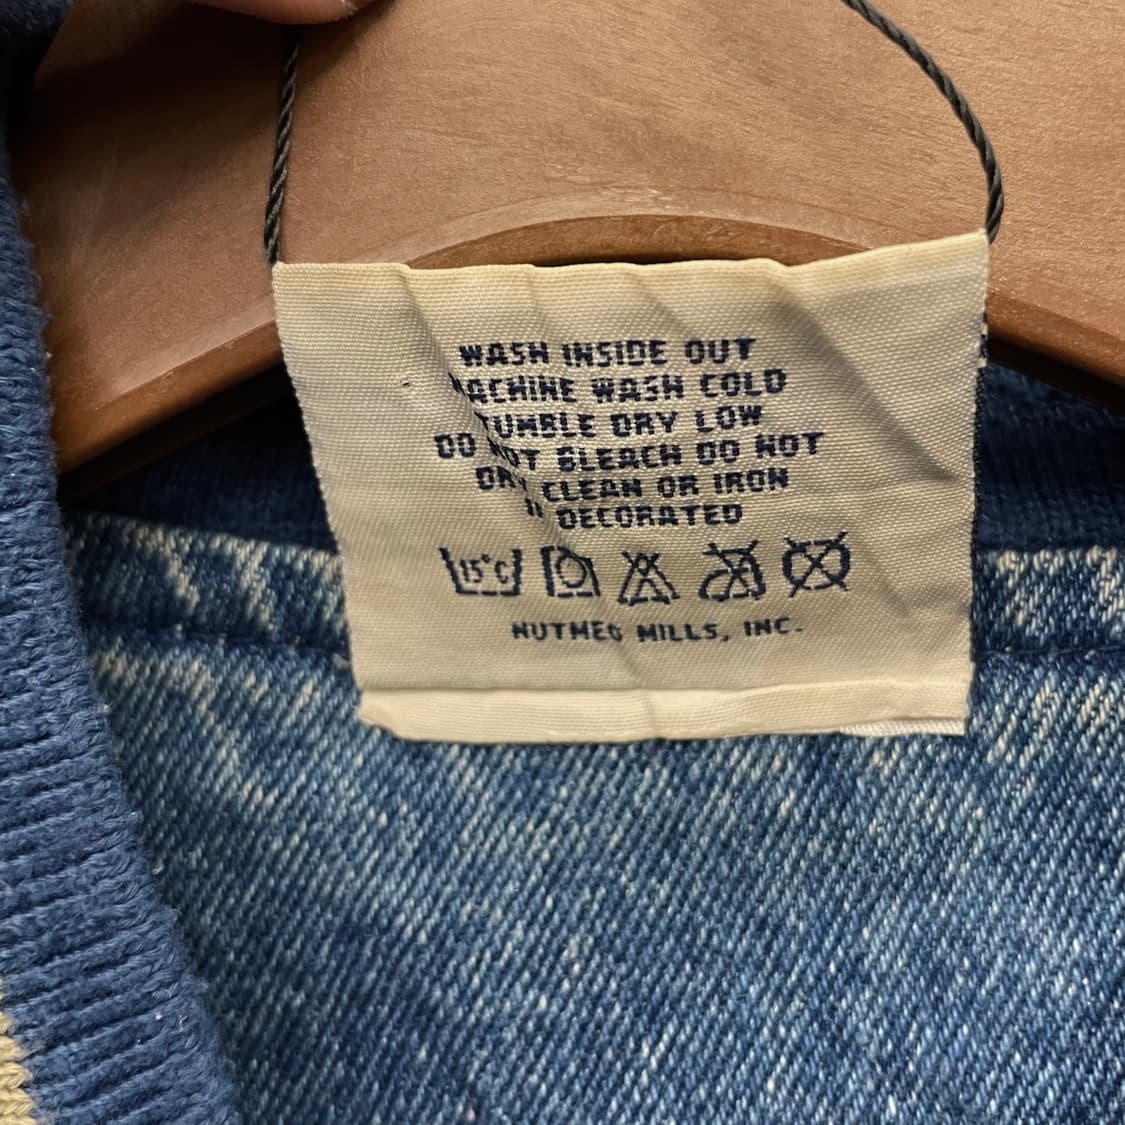 WASH INSIDE OUT
MACHINE WASH COLD
TUMBLE DRY LOW
DO NOT BLEACH DO NOT
DRY CLEAN OR IRON
IF DECORATED
15°C
NUTMEG MILLS, INC.